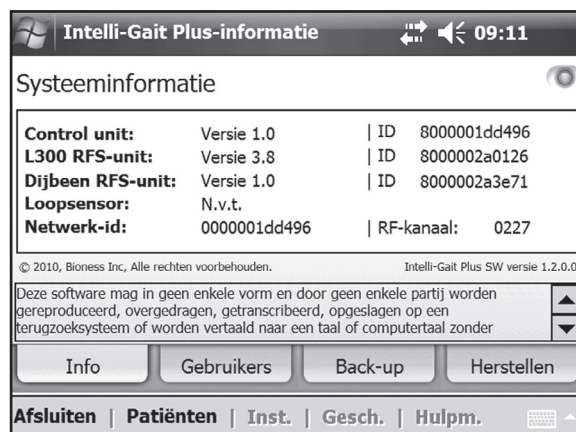 Intelli-Gait Plus-informatie 09:11
Systeeminformatie
Control unit: Versie 1.0 | ID 8000001dd496
L300 RFS-unit: Versie 3.8 | ID 8000002a0126
Dijbeen RFS-unit: Versie 1.0 | ID 8000002a3e71
Loopsensor: N.v.t.
Netwerk-id: 0000001dd496 | RF-kanaal: 0227
© 2010, Bioness Inc, Alle rechten voorbehouden. Intelli-Gait Plus SW versie 1.2.0.0
Deze software mag in geen enkele vorm en door geen enkele partij worden
gereproduceerd, overgedragen, getranscribeerd, opgeslagen op een
terugzoeksysteem of worden vertaald naar een taal of computertaal zonder
Info Gebruikers Back-up Herstellen
Afsluiten | Patiënten | Inst. | Gesch. | Hulpm.